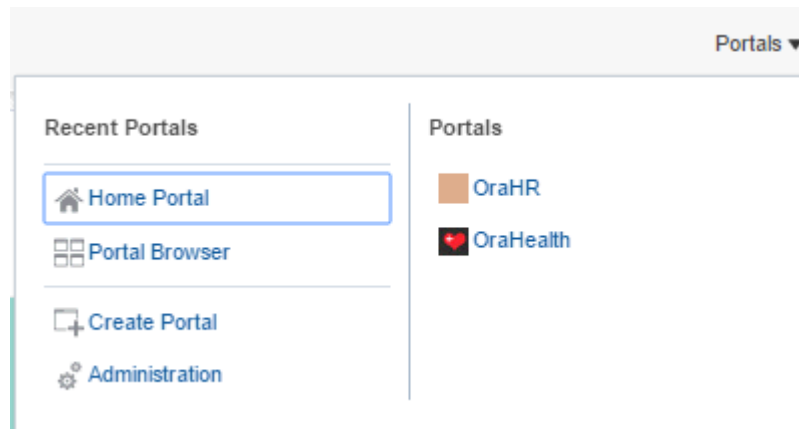 Portals
Recent Portals
Home Portal
Portal Browser
Create Portal
Administration
Portals
OraHR
OraHealth